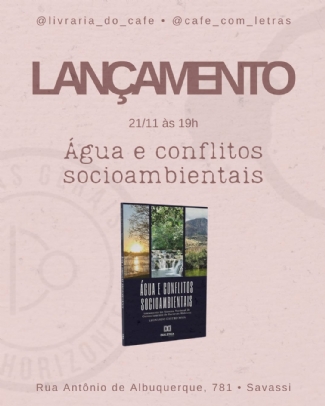 @livraria_do_cafe • @cafe_com_letras
LANÇAMENTO
21/11 às 19h
Água e conflitos
socioambientais
ÁGUA E CONFLITOS
SOCIOAMBIENTAIS
Rua Antônio de Albuquerque, 781 • Savassi